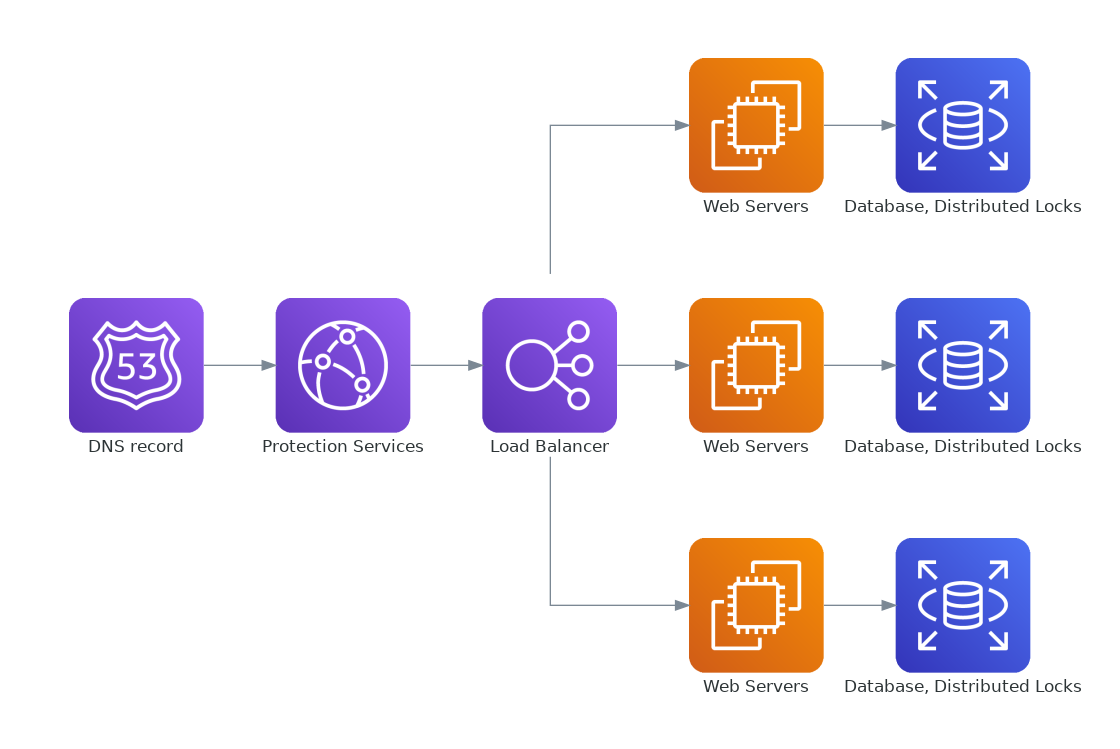 Web Servers
Database, Distributed Locks
53
DNS record
Protection Services
Load Balancer
Web Servers
Database, Distributed Locks
Web Servers
Database, Distributed Locks